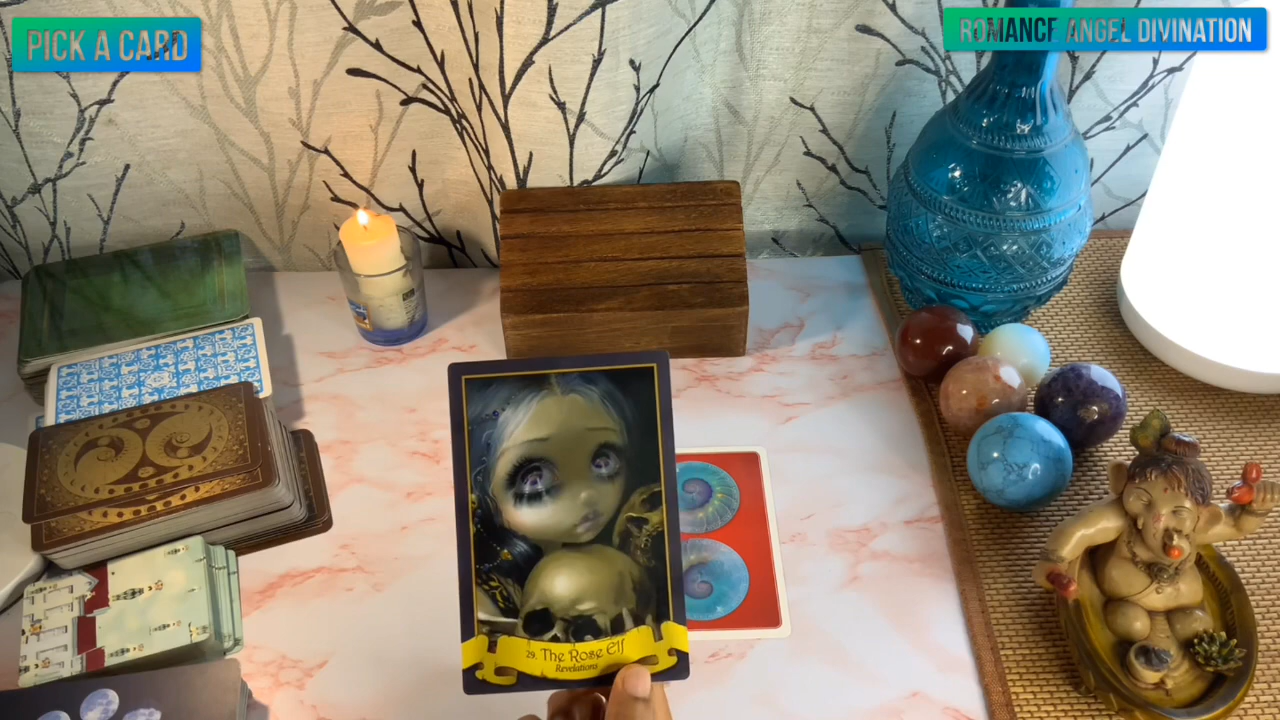 PICK A CARD
ROMANCE ANGEL DIVINATION
29. The Rose Elf
Revelations